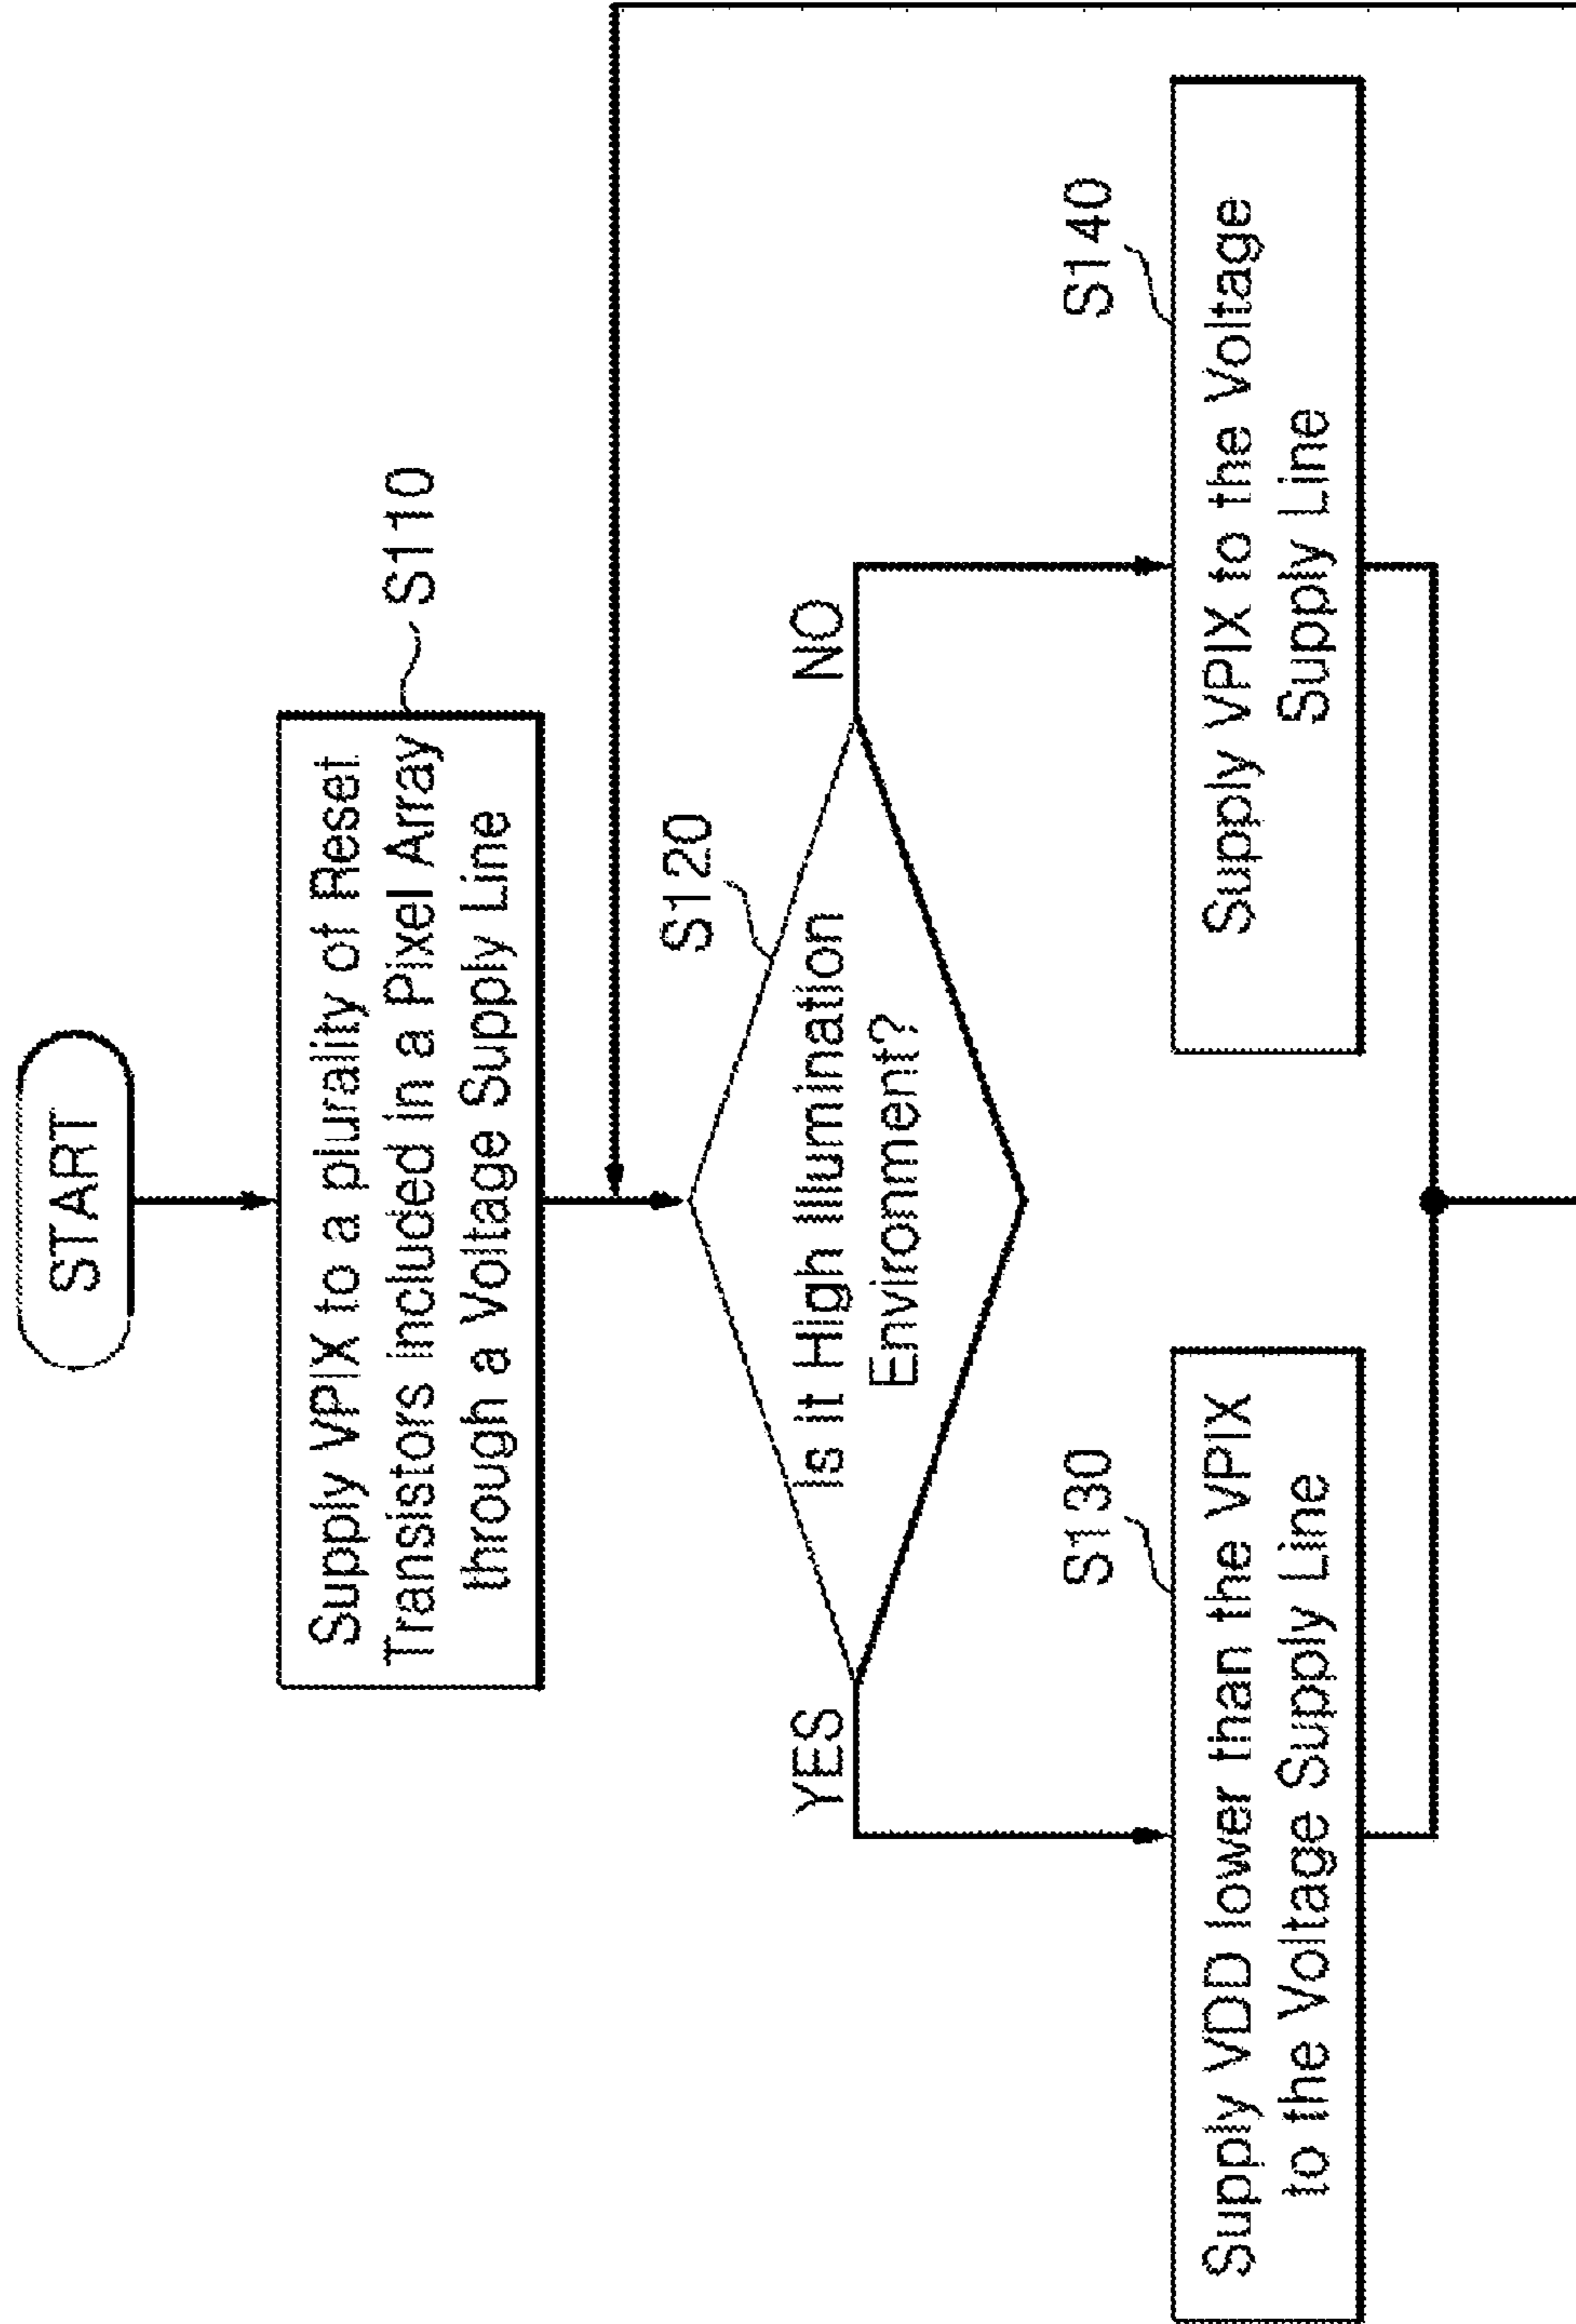 START
Supply VPIX to a plurality of Reset
Transistors included in a Pixel Array
through a Voltage Supply Line
S110
S120
Is it High Illumination
Environment?
YES
NO
S130
Supply VDD lower than the VPIX
to the Voltage Supply Line
S140
Supply VPIX to the Voltage
Supply Line